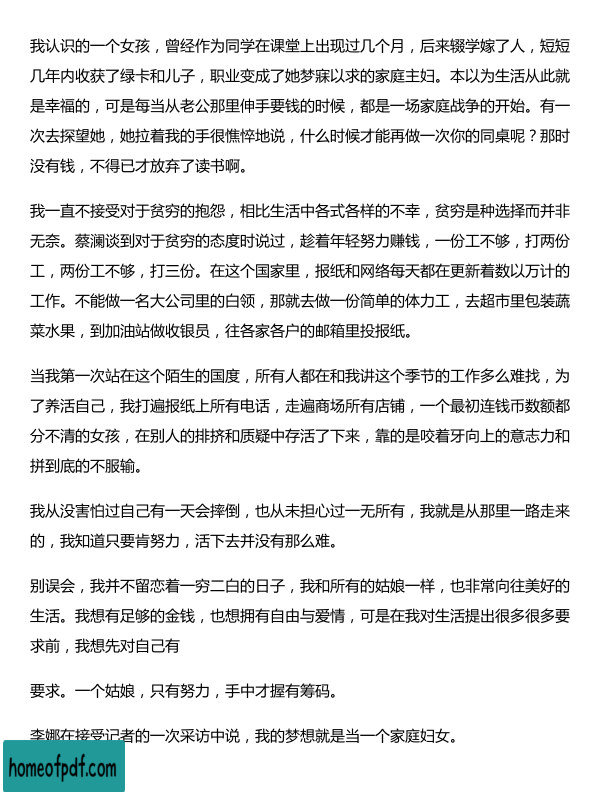 我认识的一个女孩，曾经作为同学在课堂上出现过几个月，后来辍学嫁了人，短短
几年内收获了绿卡和儿子，职业变成了她梦寐以求的家庭主妇。本以为生活从此就
是幸福的，可是每当从老公那里伸手要钱的时候，都是一场家庭战争的开始。有一
次去探望她，她拉着我的手很憔悴地说，什么时候才能再做一次你的同桌呢？那时
没有钱，不得已才放弃了读书啊。
我一直不接受对于贫穷的抱怨，相比生活中各式各样的不幸，贫穷是种选择而并非
无奈。蔡澜谈到对于贫穷的态度时说过，趁着年轻努力赚钱，一份工不够，打两份
工，两份工不够，打三份。在这个国家里，报纸和网络每天都在更新着数以万计的
工作。不能做一名大公司里的白领，那就去做一份简单的体力工，去超市里包装蔬
菜水果，到加油站做收银员，往各家各户的邮箱里投报纸。
当我第一次站在这个陌生的国度，所有人都在和我讲这个季节的工作多么难找，为
了养活自己，我打遍报纸上所有电话，走遍商场所有店铺，一个最初连钱币数额都
分不清的女孩，在别人的排挤和质疑中存活了下来，靠的是咬着牙向上的意志力和
拼到底的不服输。
我从没害怕过自己有一天会摔倒，也从未担心过一无所有，我就是从那里一路走来
的，我知道只要肯努力，活下去并没有那么难。
别误会，我并不留恋着一穷二白的日子，我和所有的姑娘一样，也非常向往美好的
生活。我想有足够的金钱，也想拥有自由与爱情，可是在我对生活提出很多很多要
求前，我想先对自己有
要求。一个姑娘，只有努力，手中才握有筹码。
李娜在接受记者的一次采访中说，我的梦想就是当一个家庭妇女。
homeofpdf.com